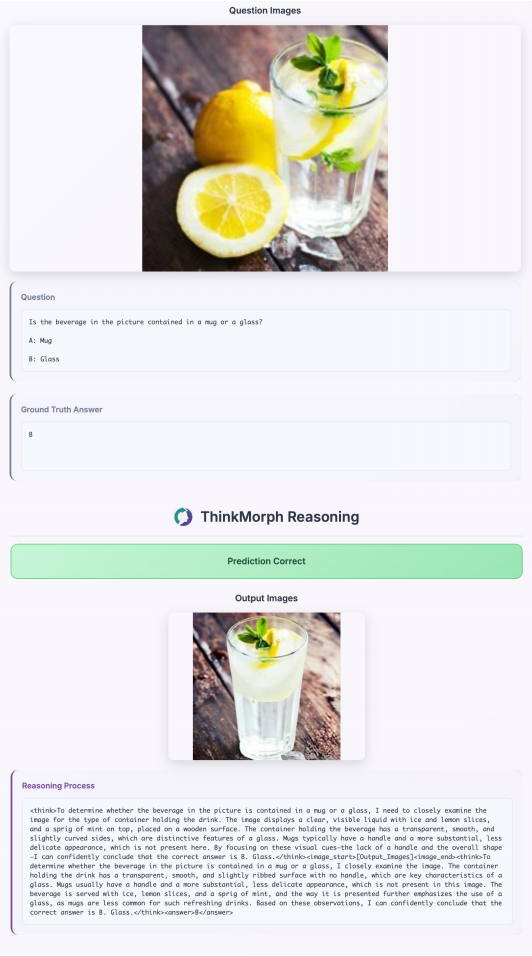 Question Images
Question
Is the beverage in the picture contained in a mug or a glass?
A: Mug
B: Glass
Ground Truth Answer
B
ThinkMorph Reasoning
Prediction Correct
Output Images
Reasoning Process
<think>To determine whether the beverage in the picture is contained in a mug or a glass, I need to closely examine the
image for the type of container holding the drink. The image displays a clear, visible liquid with ice and lemon slices,
and a sprig of mint on top, placed on a wooden surface. The container holding the beverage has a transparent, smooth, and
slightly curved sides, which are distinctive features of a glass. Mugs typically have a handle and a more substantial, less
delicate appearance, which is not present here. By focusing on these visual cues—the lack of a handle and the overall shape
—I can confidently conclude that the correct answer is B. Glass.</think><image_start>[Output_Images]<image_end><think>To
determine whether the beverage in the picture is contained in a mug or a glass, I closely examine the image. The container
holding the drink has a transparent, smooth, and slightly ribbed surface with no handle, which are key characteristics of a
glass. Mugs usually have a handle and a more substantial, less delicate appearance, which is not present in this image. The
beverage is served with ice, lemon slices, and a sprig of mint, and the way it is presented further emphasizes the use of a
glass, as mugs are less common for such refreshing drinks. Based on these observations, I can confidently conclude that the
correct answer is B. Glass.</think><answer>B</answer>